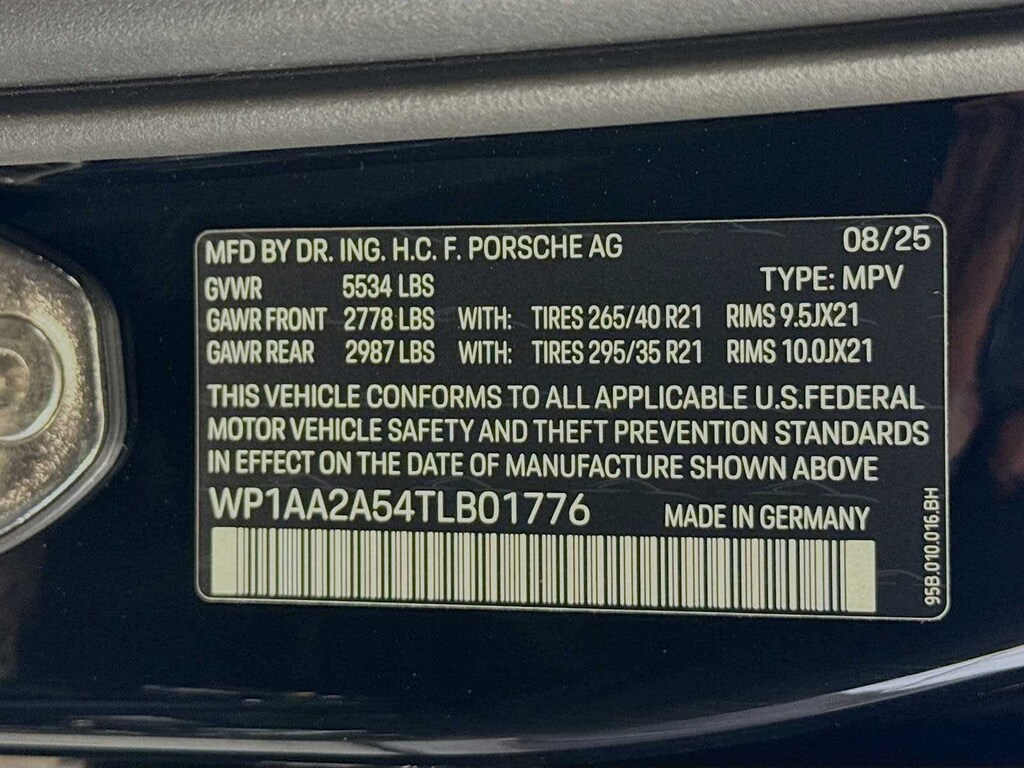 MFD BY DR. ING. H.C. F. PORSCHE AG 08/25
GVWR 5534 LBS TYPE: MPV
GAWR FRONT 2778 LBS WITH: TIRES 265/40 R21 RIMS 9.5JX21
GAWR REAR 2987 LBS WITH: TIRES 295/35 R21 RIMS 10.0JX21
THIS VEHICLE CONFORMS TO ALL APPLICABLE U.S.FEDERAL
MOTOR VEHICLE SAFETY AND THEFT PREVENTION STANDARDS
IN EFFECT ON THE DATE OF MANUFACTURE SHOWN ABOVE
WP1AA2A54TLB01776 MADE IN GERMANY
95B.010.016.BH